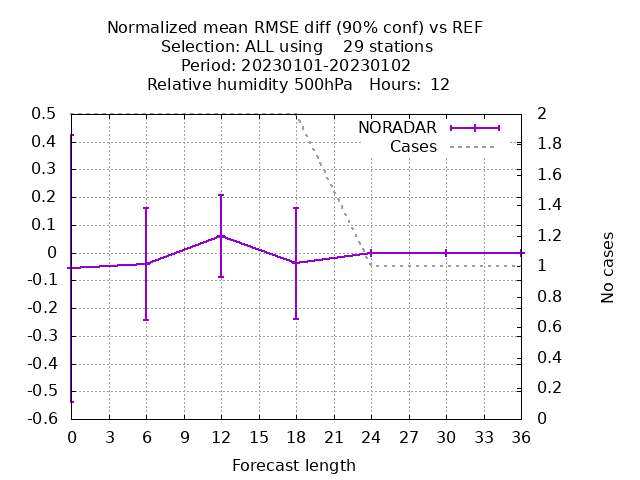 Normalized mean RMSE diff (90% conf) vs REF
Selection: ALL using    29 stations
Period: 20230101-20230102
Relative humidity 500hPa   Hours:  12
NORADAR
Cases
0.5
0.4
0.3
0.2
0.1
0
-0.1
-0.2
-0.3
-0.4
-0.5
-0.6
2
1.8
1.6
1.4
1.2
1
0.8
0.6
0.4
0.2
0
No cases
0 3 6 9 12 15 18 21 24 27 30 33 36
Forecast length